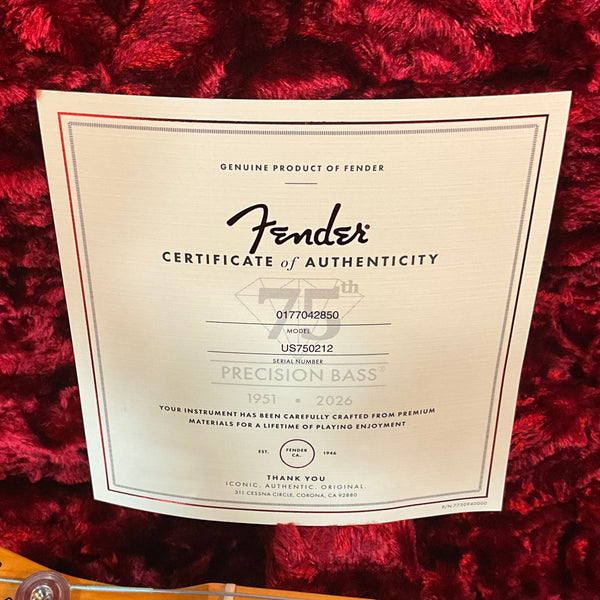 GENUINE PRODUCT OF FENDER
Fender
CERTIFICATE of AUTHENTICITY
75th
0177042850
MODEL
US750212
SERIAL NUMBER
PRECISION BASS®
1951 • 2026
YOUR INSTRUMENT HAS BEEN CAREFULLY CRAFTED FROM PREMIUM
MATERIALS FOR A LIFETIME OF PLAYING ENJOYMENT
EST. FENDER CA. 1946
THANK YOU
ICONIC. AUTHENTIC. ORIGINAL.
311 CESSNA CIRCLE, CORONA, CA 92880
P/N 7730940000